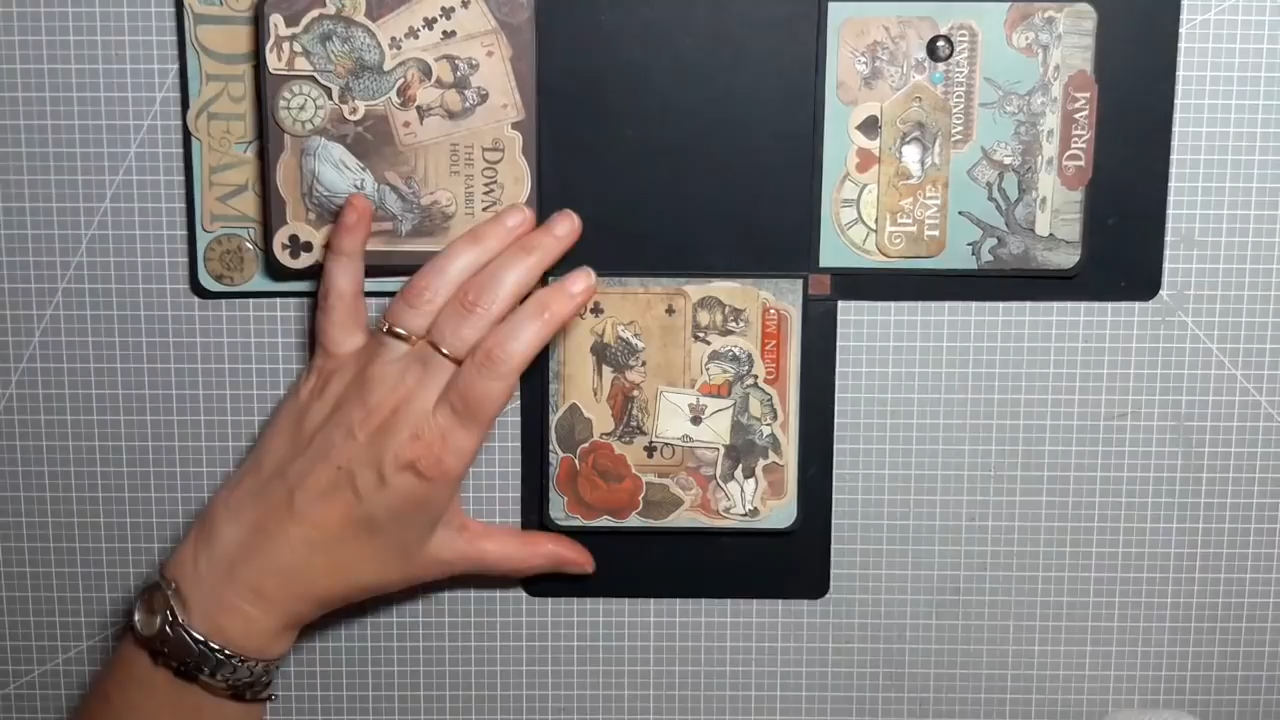 DREAM
J
J
DOWN
THE RABBIT
HOLE
WONDERLAND
TEA
TIME
DREAM
Q
OPEN ME
Q